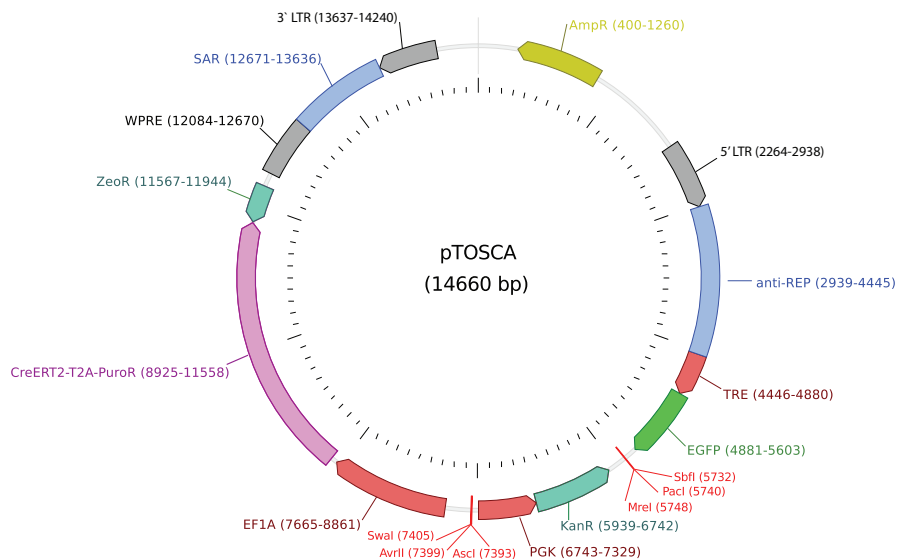 3` LTR (13637-14240)
AmpR (400-1260)
SAR (12671-13636)
WPRE (12084-12670)
5’ LTR (2264-2938)
ZeoR (11567-11944)
pTOSCA
(14660 bp)
anti-REP (2939-4445)
CreERT2-T2A-PuroR (8925-11558)
TRE (4446-4880)
EGFP (4881-5603)
SbfI (5732)
PacI (5740)
MreI (5748)
EF1A (7665-8861)
KanR (5939-6742)
SwaI (7405)
AvrII (7399)
AscI (7393)
PGK (6743-7329)